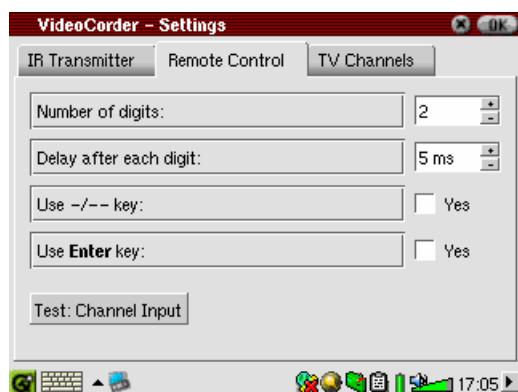 VideoCorder – Settings OK
IR Transmitter Remote Control TV Channels
Number of digits: 2
Delay after each digit: 5 ms
Use –/–– key: Yes
Use Enter key: Yes
Test: Channel Input
17:05